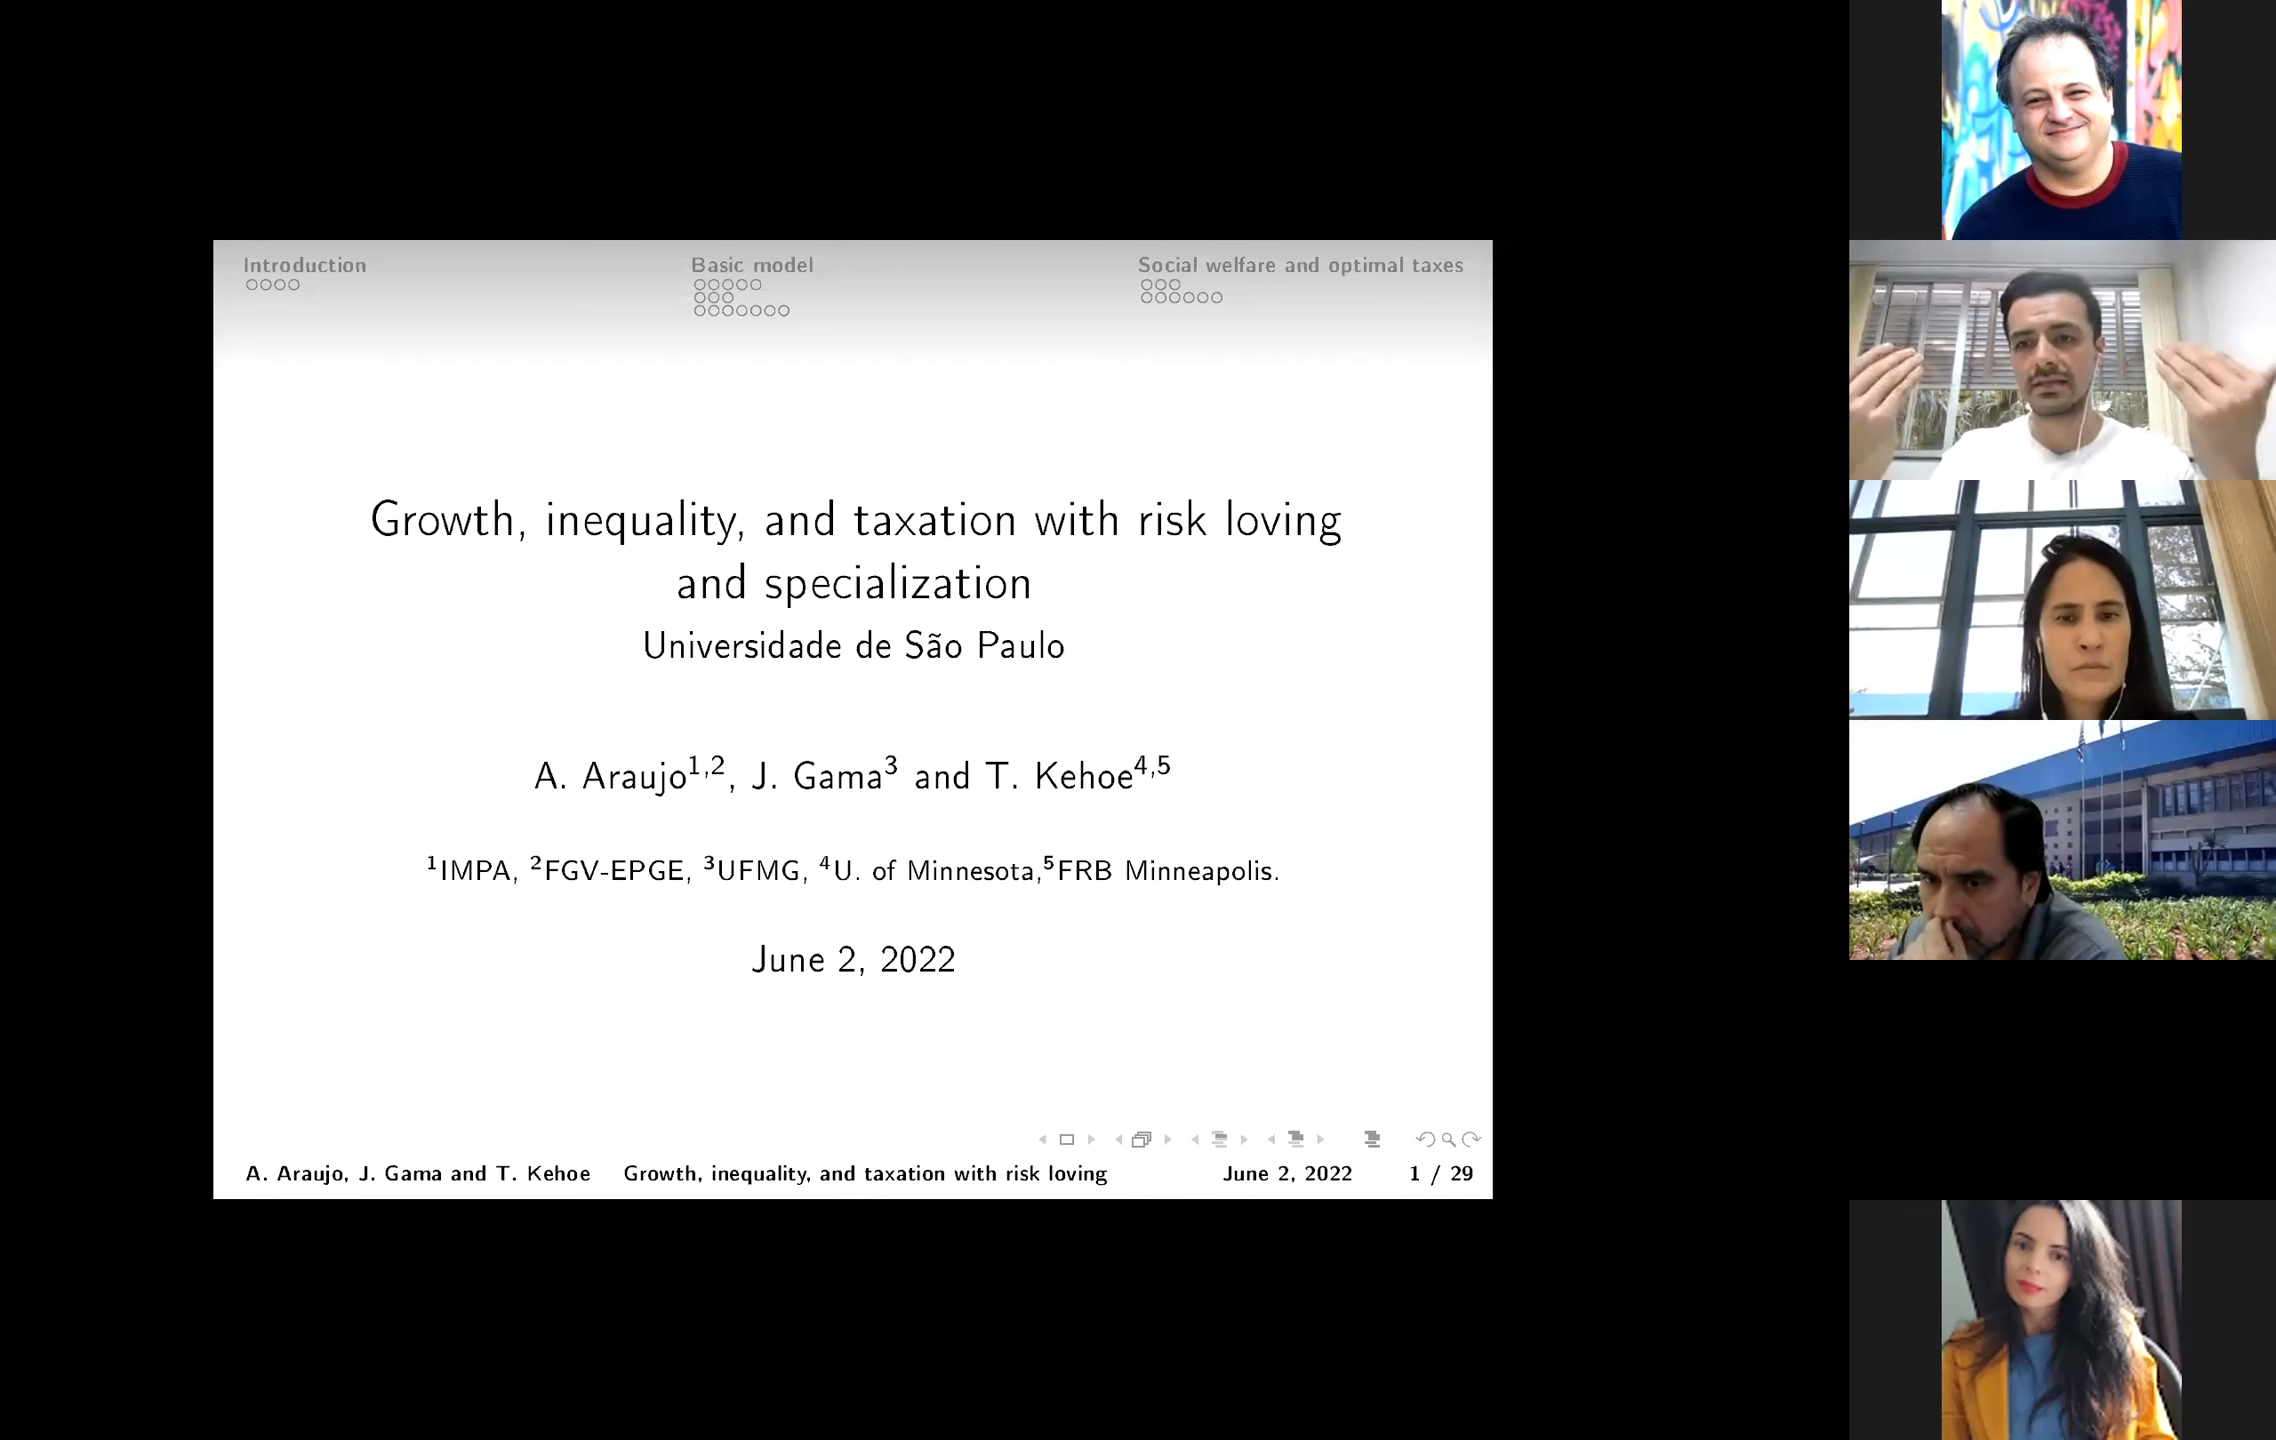 Introduction
Basic model
Social welfare and optimal taxes
Growth, inequality, and taxation with risk loving
and specialization
Universidade de São Paulo
A. Araujo1,2, J. Gama3 and T. Kehoe4,5
1IMPA, 2FGV-EPGE, 3UFMG, 4U. of Minnesota,5FRB Minneapolis.
June 2, 2022
A. Araujo, J. Gama and T. Kehoe Growth, inequality, and taxation with risk loving June 2, 2022 1 / 29